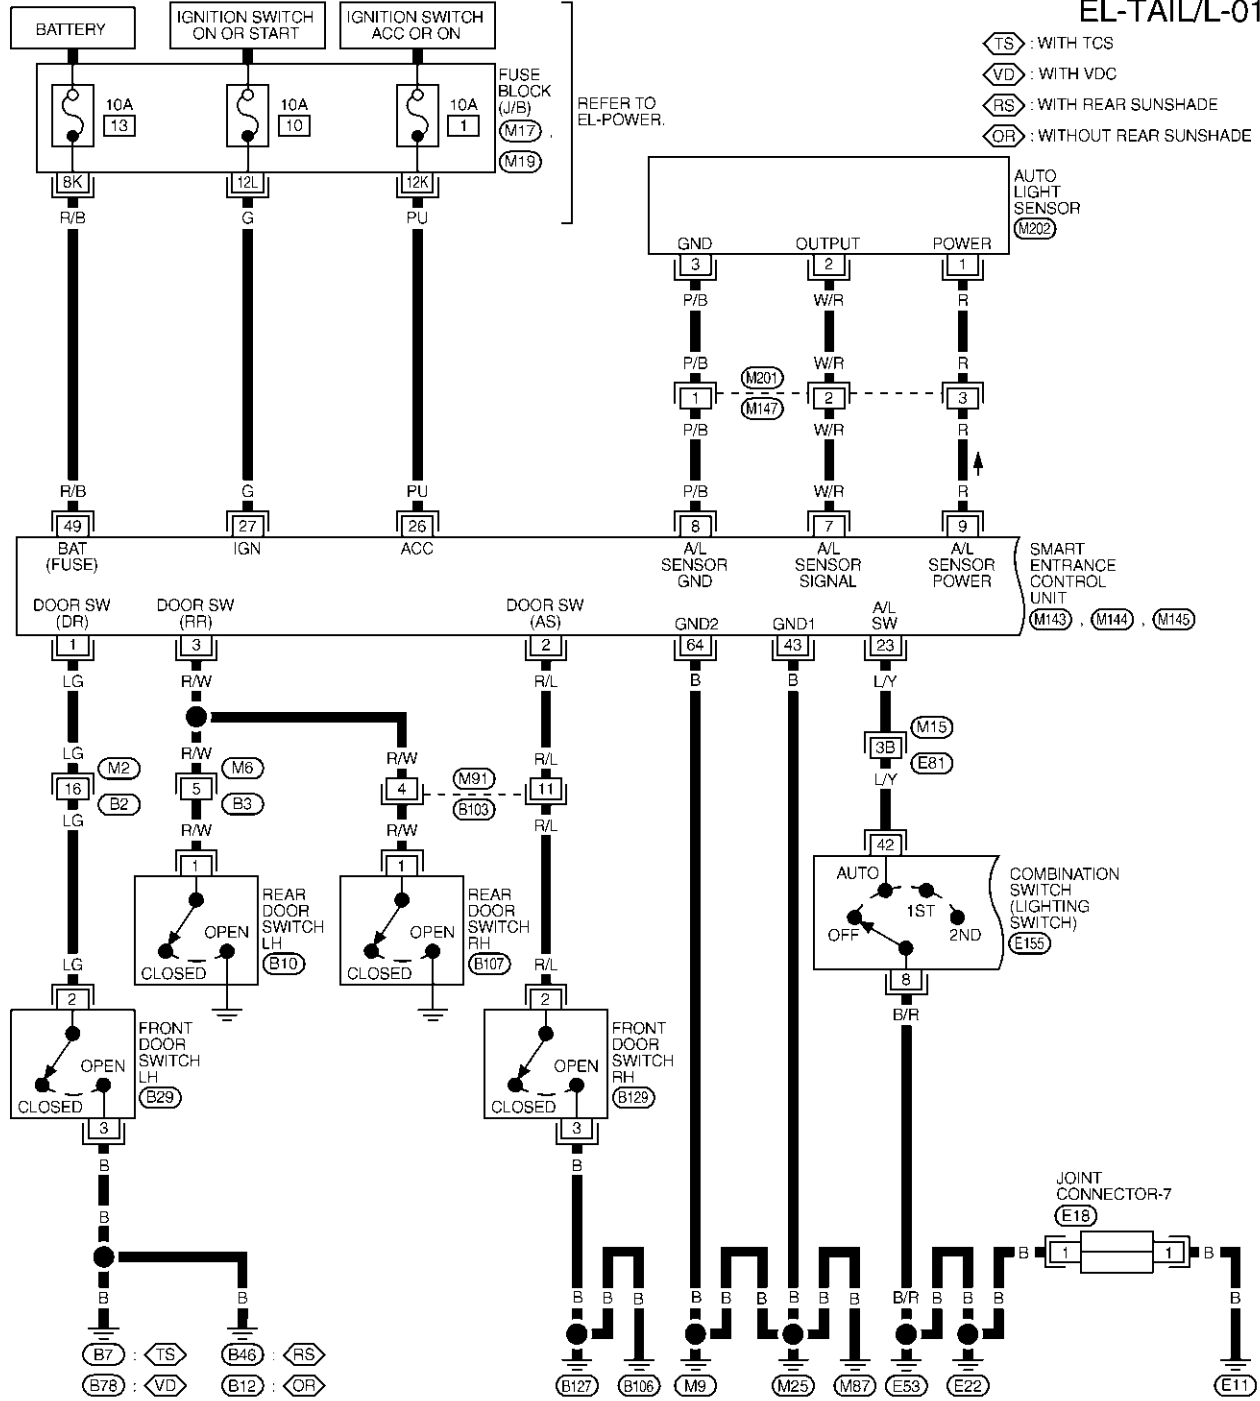 EL-TAIL/L-01
BATTERY
IGNITION SWITCH
ON OR START
IGNITION SWITCH
ACC OR ON
TS : WITH TCS
VD : WITH VDC
RS : WITH REAR SUNSHADE
OR : WITHOUT REAR SUNSHADE
10A
13
10A
10
10A
1
FUSE
BLOCK
(J/B)
M17 ,
M19
REFER TO
EL-POWER.
8K
12L
12K
R/B
G
PU
AUTO
LIGHT
SENSOR
M202
GND
OUTPUT
POWER
3
2
1
P/B
W/R
R
P/B
W/R
R
1
M201
M147
2
3
P/B
W/R
R
R/B
G
PU
P/B
W/R
R
49
27
26
8
7
9
BAT
(FUSE)
IGN
ACC
A/L
SENSOR
GND
A/L
SENSOR
SIGNAL
A/L
SENSOR
POWER
SMART
ENTRANCE
CONTROL
UNIT
M143 , M144 , M145
DOOR SW
(DR)
DOOR SW
(RR)
DOOR SW
(AS)
GND2
GND1
A/L
SW
1
3
2
64
43
23
LG
R/W
R/L
B
B
L/Y
LG
R/W
R/W
R/L
M15
3B
E81
L/Y
16
M2
B2
5
M6
B3
4
M91
B103
11
LG
R/W
R/W
R/L
1
1
42
REAR
DOOR
SWITCH
LH
B10
OPEN
CLOSED
REAR
DOOR
SWITCH
RH
B107
OPEN
CLOSED
AUTO
1ST
OFF
2ND
COMBINATION
SWITCH
(LIGHTING
SWITCH)
E155
8
B/R
LG
R/L
2
2
FRONT
DOOR
SWITCH
LH
B29
OPEN
CLOSED
FRONT
DOOR
SWITCH
RH
B129
OPEN
CLOSED
3
3
B
B
B
JOINT
CONNECTOR-7
E18
B
1
1
B
B
B
B
B
B
B
B
B
B
B
B/R
B
B
B
B
B7 : TS
B46 : RS
B78 : VD
B12 : OR
B127
B106
M9
M25
M87
E53
E22
E11